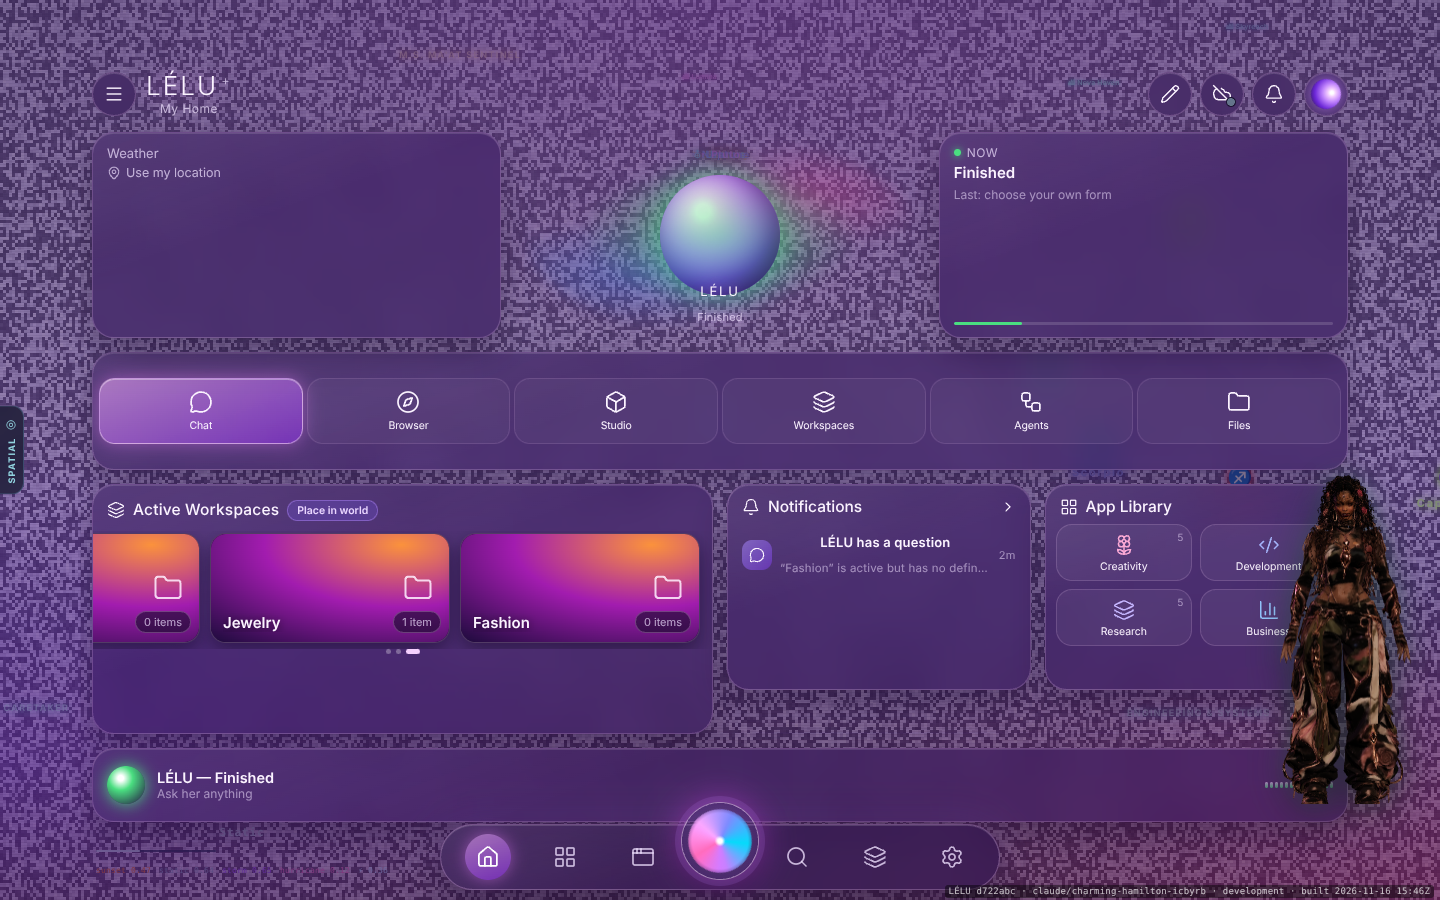 LÉLU +
My Home
Weather
Use my location
LÉLU
Finished
NOW
Finished
Last: choose your own form
Chat
Browser
Studio
Workspaces
Agents
Files
SPATIAL
Active Workspaces
Place in world
0 items
Jewelry
1 item
Fashion
0 items
Notifications
LÉLU has a question
"Fashion" is active but has no defin...
2m
App Library
5
Creativity
Development
5
Research
Business
LÉLU — Finished
Ask her anything
LÉLU d722abc · claude/charming-hamilton-icbyrb · development · built 2026-11-16 15:46Z